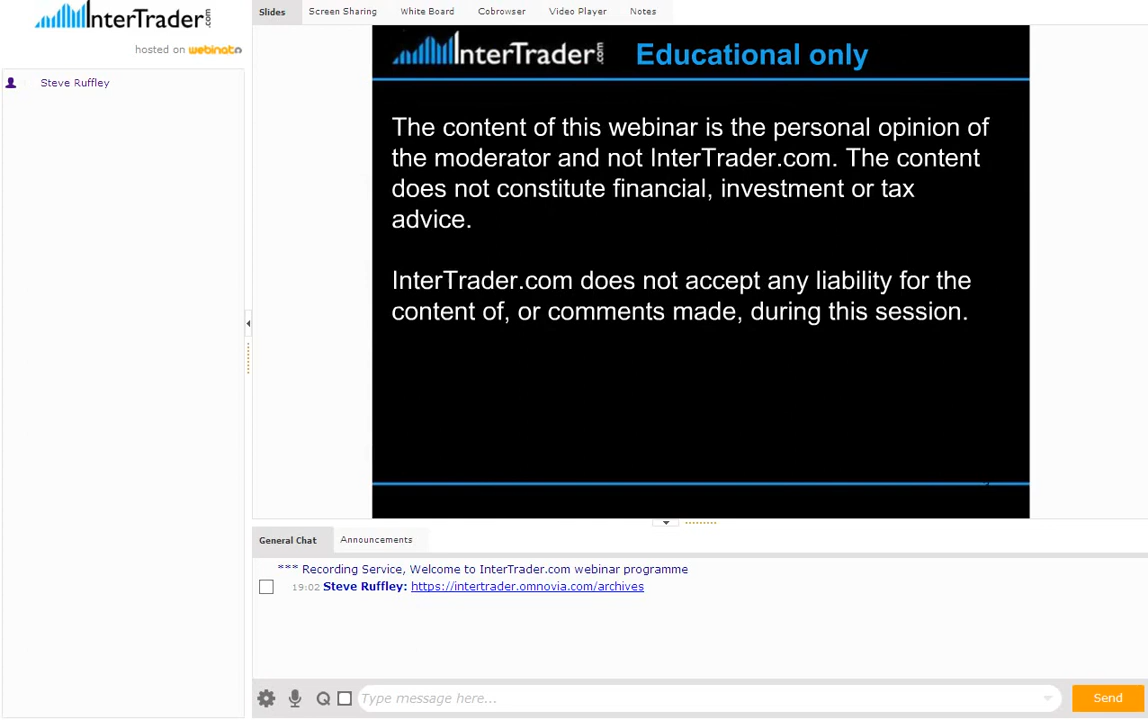 InterTrader.com
hosted on webinato
Steve Ruffley
Slides Screen Sharing White Board Cobrowser Video Player Notes
InterTrader.com Educational only
The content of this webinar is the personal opinion of
the moderator and not InterTrader.com. The content
does not constitute financial, investment or tax
advice.
InterTrader.com does not accept any liability for the
content of, or comments made, during this session.
General Chat Announcements
*** Recording Service, Welcome to InterTrader.com webinar programme
19:02 Steve Ruffley: https://intertrader.omnovia.com/archives
Q Type message here... Send